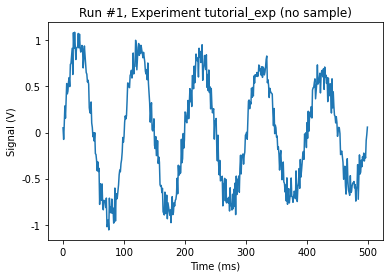 Run #1, Experiment tutorial_exp (no sample)
1
0.5
0
-0.5
-1
Signal (V)
0 100 200 300 400 500
Time (ms)